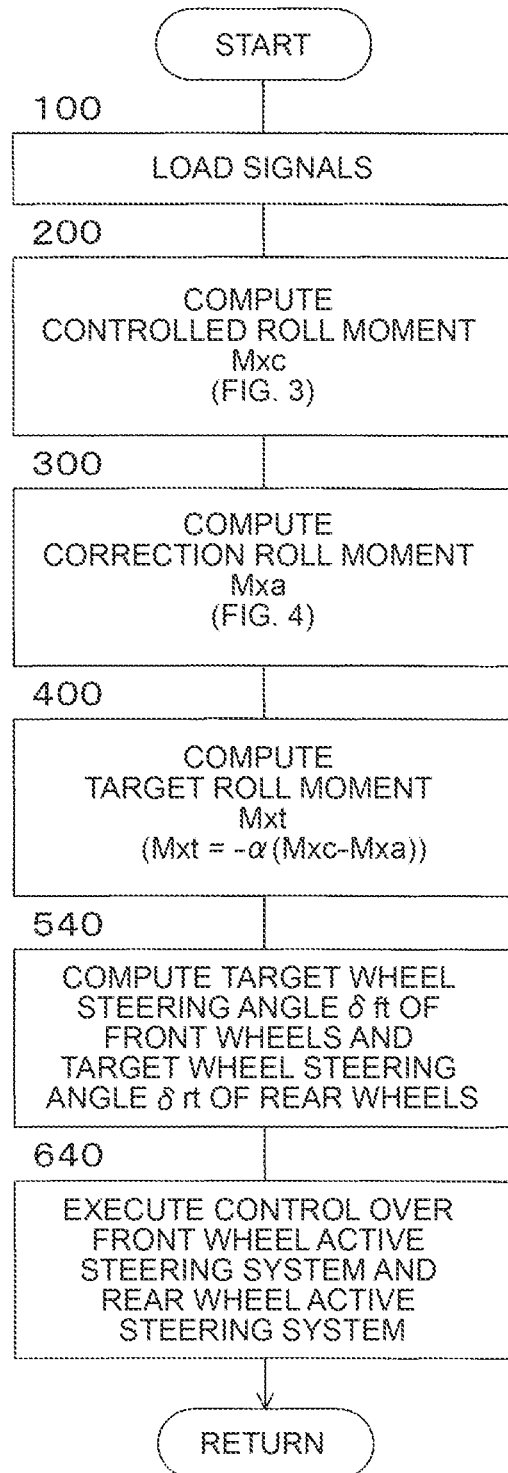 START
100
LOAD SIGNALS
200
COMPUTE
CONTROLLED ROLL MOMENT
Mxc
(FIG. 3)
300
COMPUTE
CORRECTION ROLL MOMENT
Mxa
(FIG. 4)
400
COMPUTE
TARGET ROLL MOMENT
Mxt
(Mxt = -α(Mxc-Mxa))
540
COMPUTE TARGET WHEEL
STEERING ANGLE δ ft OF
FRONT WHEELS AND
TARGET WHEEL STEERING
ANGLE δ rt OF REAR WHEELS
640
EXECUTE CONTROL OVER
FRONT WHEEL ACTIVE
STEERING SYSTEM AND
REAR WHEEL ACTIVE
STEERING SYSTEM
RETURN